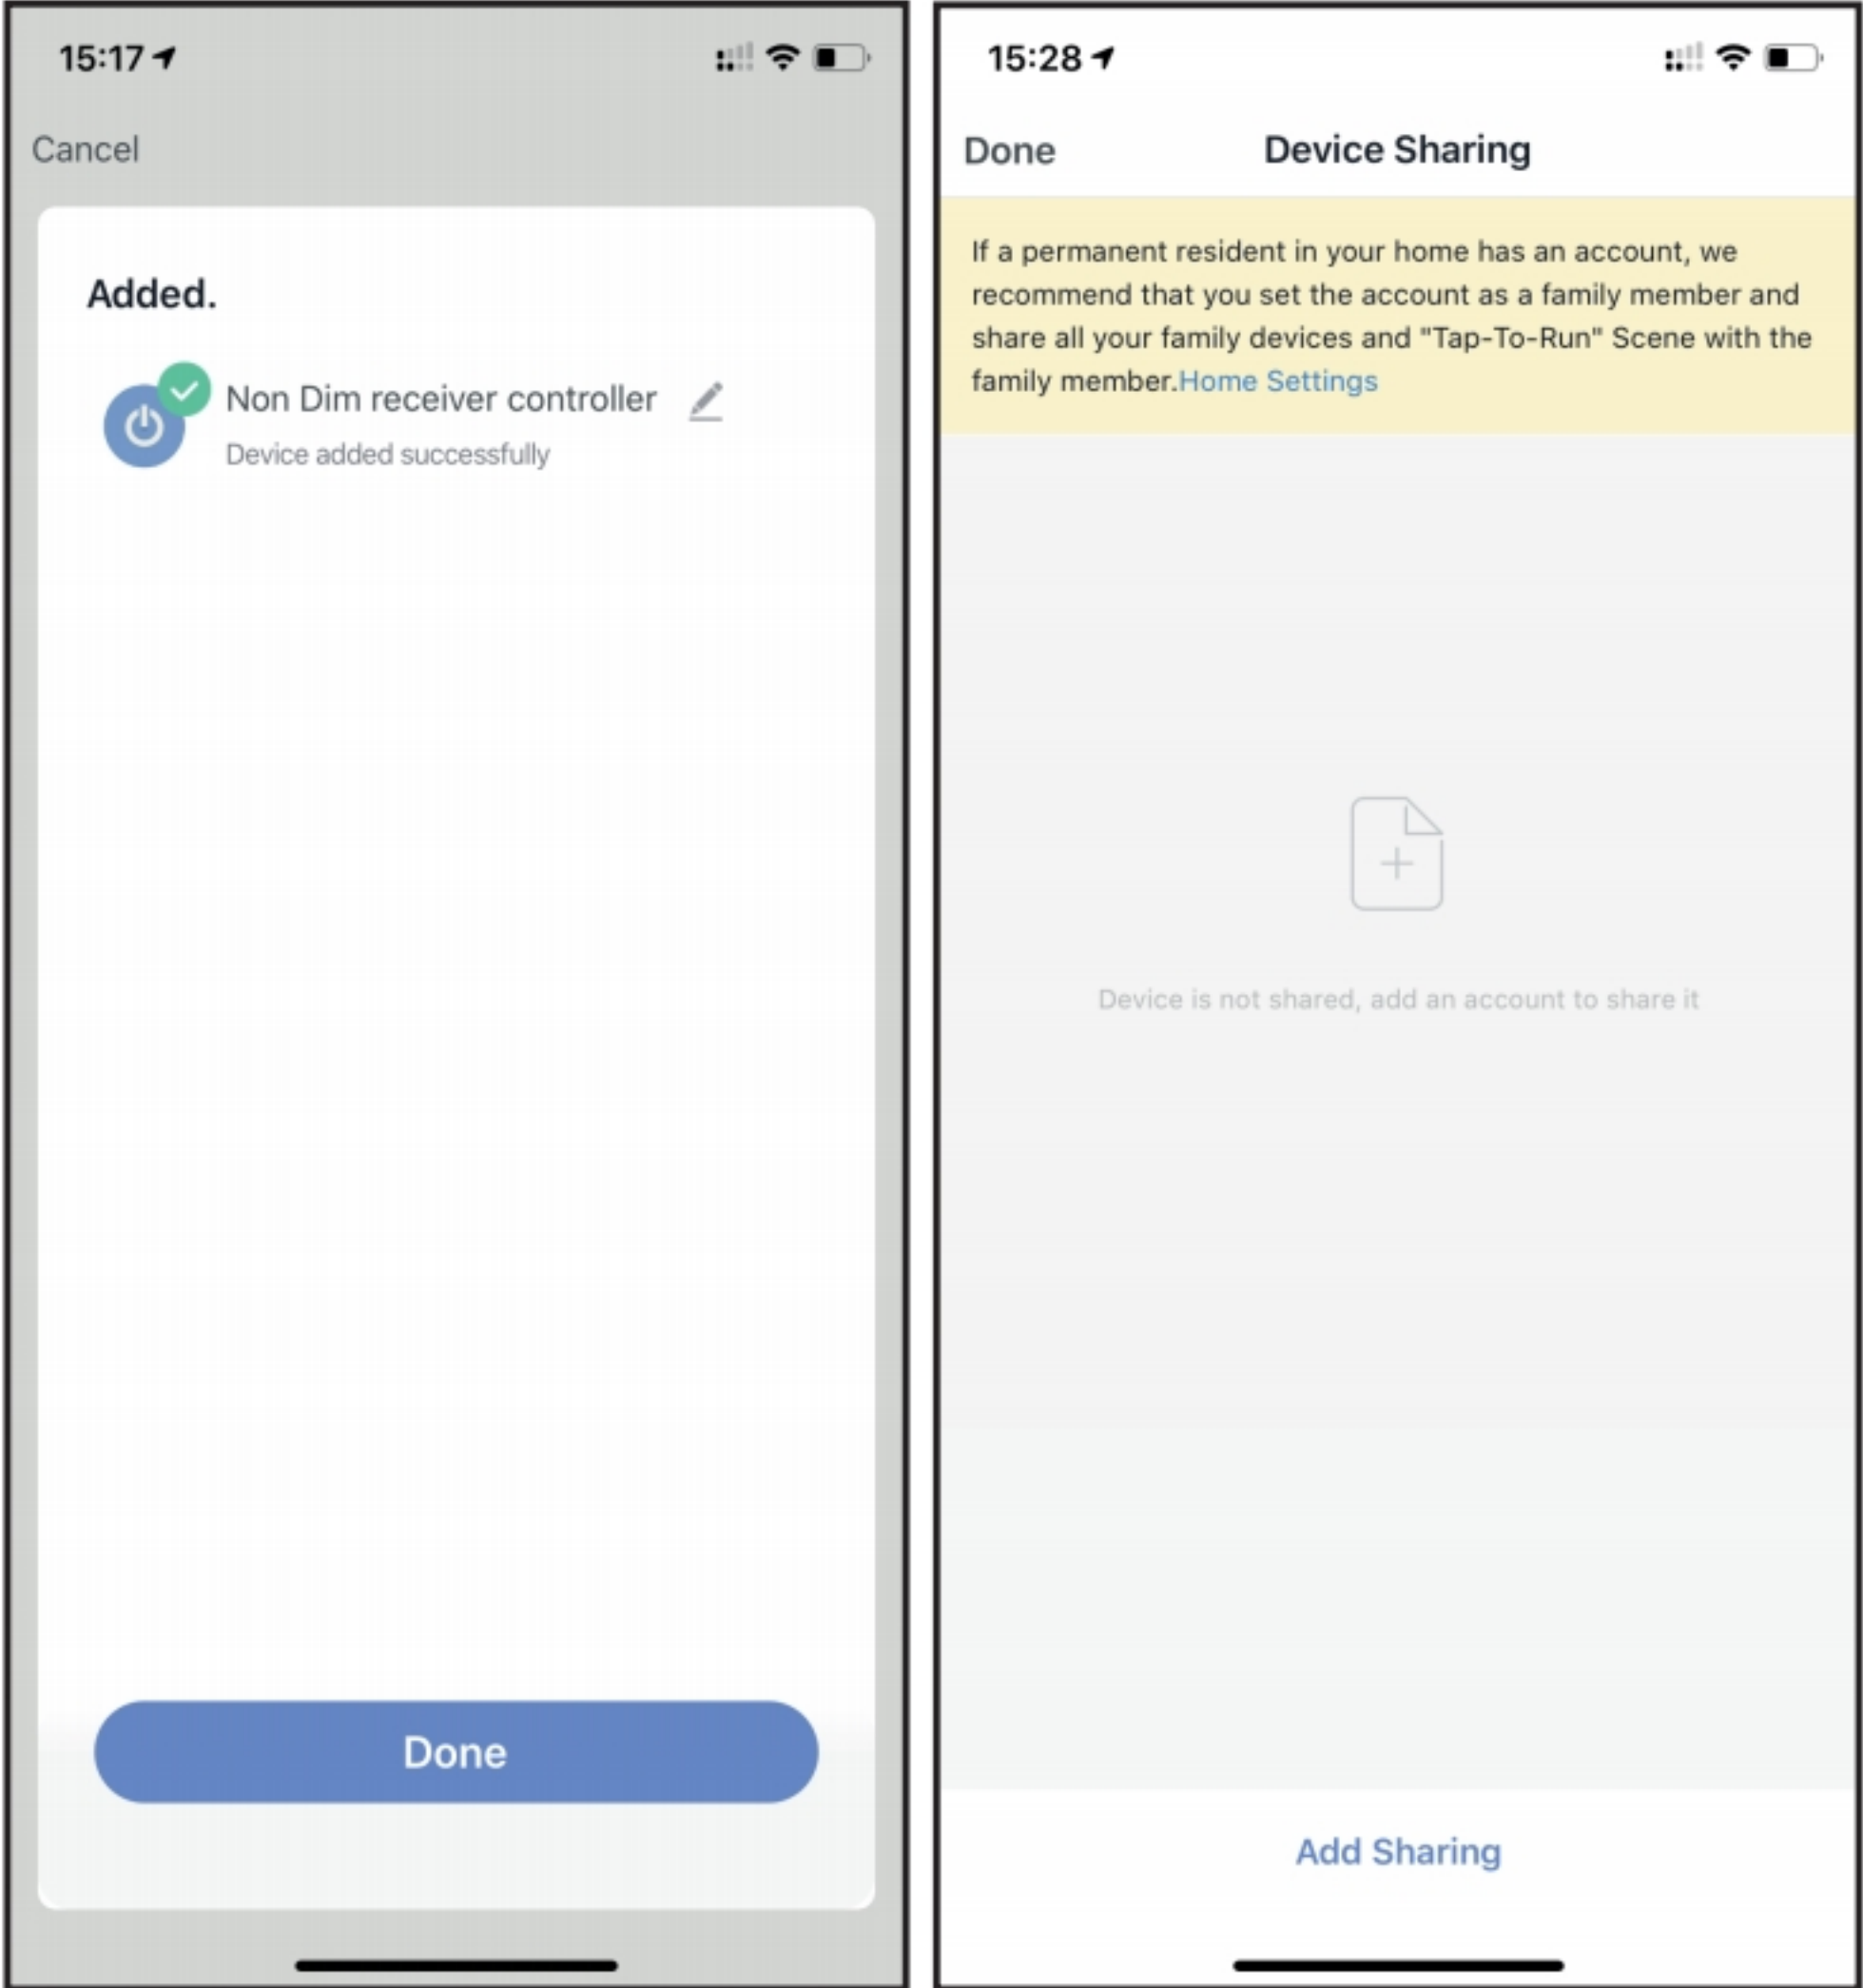 15:17
Cancel
Added.
Non Dim receiver controller
Device added successfully
Done
15:28
Done
Device Sharing
If a permanent resident in your home has an account, we
recommend that you set the account as a family member and
share all your family devices and "Tap-To-Run" Scene with the
family member.Home Settings
Device is not shared, add an account to share it
Add Sharing